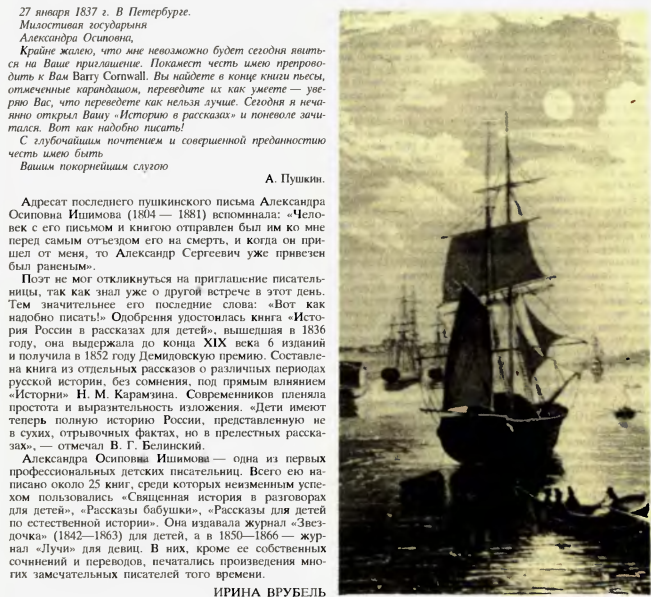 27 января 1837 г. В Петербурге.
Милостивая государыня
Александра Осиповна,
Крайне жалею, что мне невозможно будет сегодня явить-
ся на Ваше приглашение. Покамест честь имею препрово-
дить к Вам Barry Cornwall. Вы найдете в конце книги пьесы,
отмеченные карандашом, переведите их как умеете — уве-
ряю Вас, что переведете как нельзя лучше. Сегодня я неча-
янно открыл Вашу «Историю в рассказах» и поневоле зачи-
тался. Вот как надобно писать!
С глубочайшим почтением и совершенной преданностию
честь имею быть
Вашим покорнейшим слугою
А. Пушкин.
Адресат последнего пушкинского письма Александра
Осиповна Ишимова (1804 — 1881) вспоминала: «Чело-
век с его письмом и книгою отправлен был им ко мне
перед самым отъездом его на смерть, и когда он при-
шел от меня, то Александр Сергеевич уже привезен
был раненым».
Поэт не мог откликнуться на приглашение писатель-
ницы, так как знал уже о другой встрече в этот день.
Тем значительнее его последние слова: «Вот как
надобно писать!» Одобрения удостоилась книга «Исто-
рия России в рассказах для детей», вышедшая в 1836
году, она выдержала до конца XIX века 6 изданий
и получила в 1852 году Демидовскую премию. Составле-
на книга из отдельных рассказов о различных периодах
русской истории, без сомнения, под прямым влиянием
«Истории» Н. М. Карамзина. Современников пленяла
простота и выразительность изложения. «Дети имеют
теперь полную историю России, представленную не
в сухих, отрывочных фактах, но в прелестных расска-
зах», — отмечал В. Г. Белинский.
Александра Осиповна Ишимова — одна из первых
профессиональных детских писательниц. Всего ею на-
писано около 25 книг, среди которых неизменным успе-
хом пользовались «Священная история в разговорах
для детей», «Рассказы бабушки», «Рассказы для детей
по естественной истории». Она издавала журнал «Звез-
дочка» (1842—1863) для детей, а в 1850—1866 — жур-
нал «Лучи» для девиц. В них, кроме ее собственных
сочинений и переводов, печатались произведения мно-
гих замечательных писателей того времени.
ИРИНА ВРУБЕЛЬ